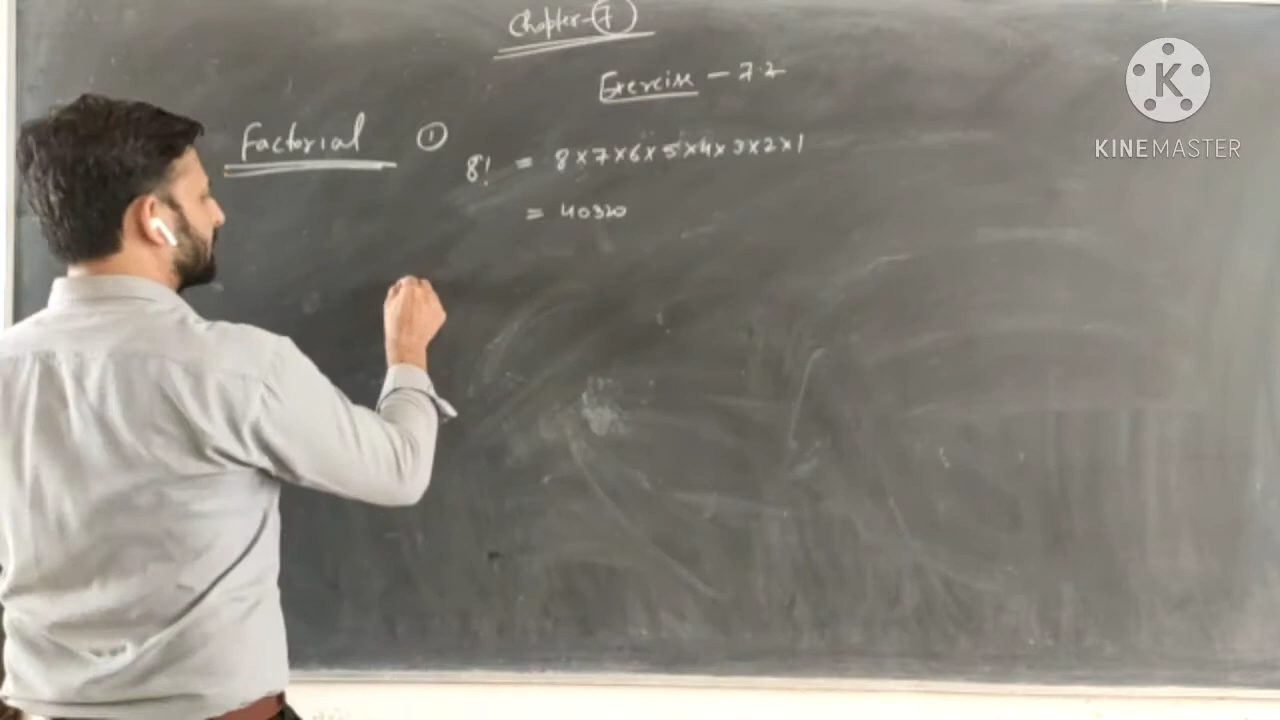 Chapter-7
Exercise - 7.2
Factorial ① 8! = 8×7×6×5×4×3×2×1
= 40320
K
KINEMASTER